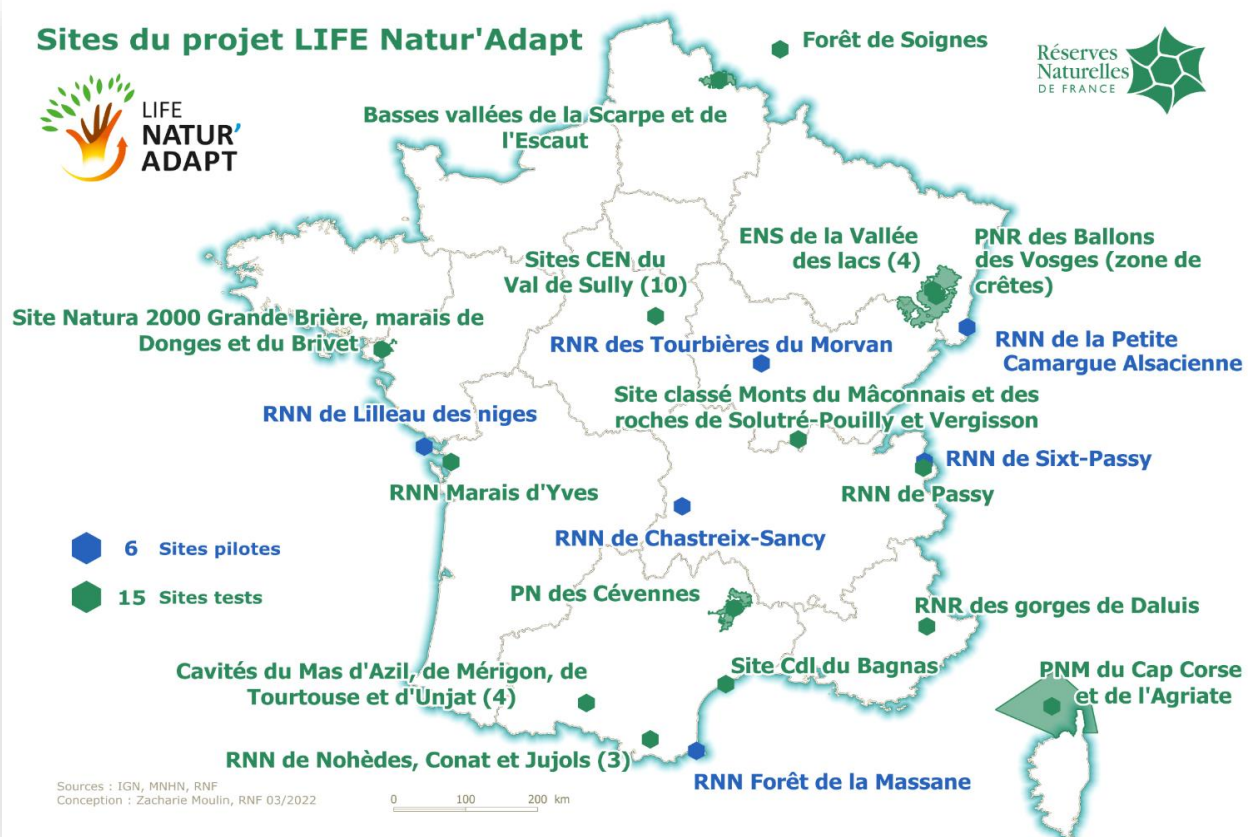 Sites du projet LIFE Natur'Adapt
LIFE
NATUR'
ADAPT
Forêt de Soignes
Réserves
Naturelles
DE FRANCE
Basses vallées de la Scarpe et de
l'Escaut
ENS de la Vallée
des lacs (4)
PNR des Ballons
des Vosges (zone de
crêtes)
Sites CEN du
Val de Sully (10)
Site Natura 2000 Grande Brière, marais de
Donges et du Brivet
RNR des Tourbières du Morvan
RNN de la Petite
Camargue Alsacienne
Site classé Monts du Mâconnais et des
roches de Solutré-Pouilly et Vergisson
RNN de Lilleau des niges
RNN de Sixt-Passy
RNN Marais d'Yves
RNN de Passy
RNN de Chastreix-Sancy
6 Sites pilotes
15 Sites tests
PN des Cévennes
RNR des gorges de Daluis
Cavités du Mas d'Azil, de Mérigon, de
Tourtouse et d'Unjat (4)
Site Cdl du Bagnas
PNM du Cap Corse
et de l'Agriate
RNN de Nohèdes, Conat et Jujols (3)
RNN Forêt de la Massane
Sources : IGN, MNHN, RNF
Conception : Zacharie Moulin, RNF 03/2022
0 100 200 km